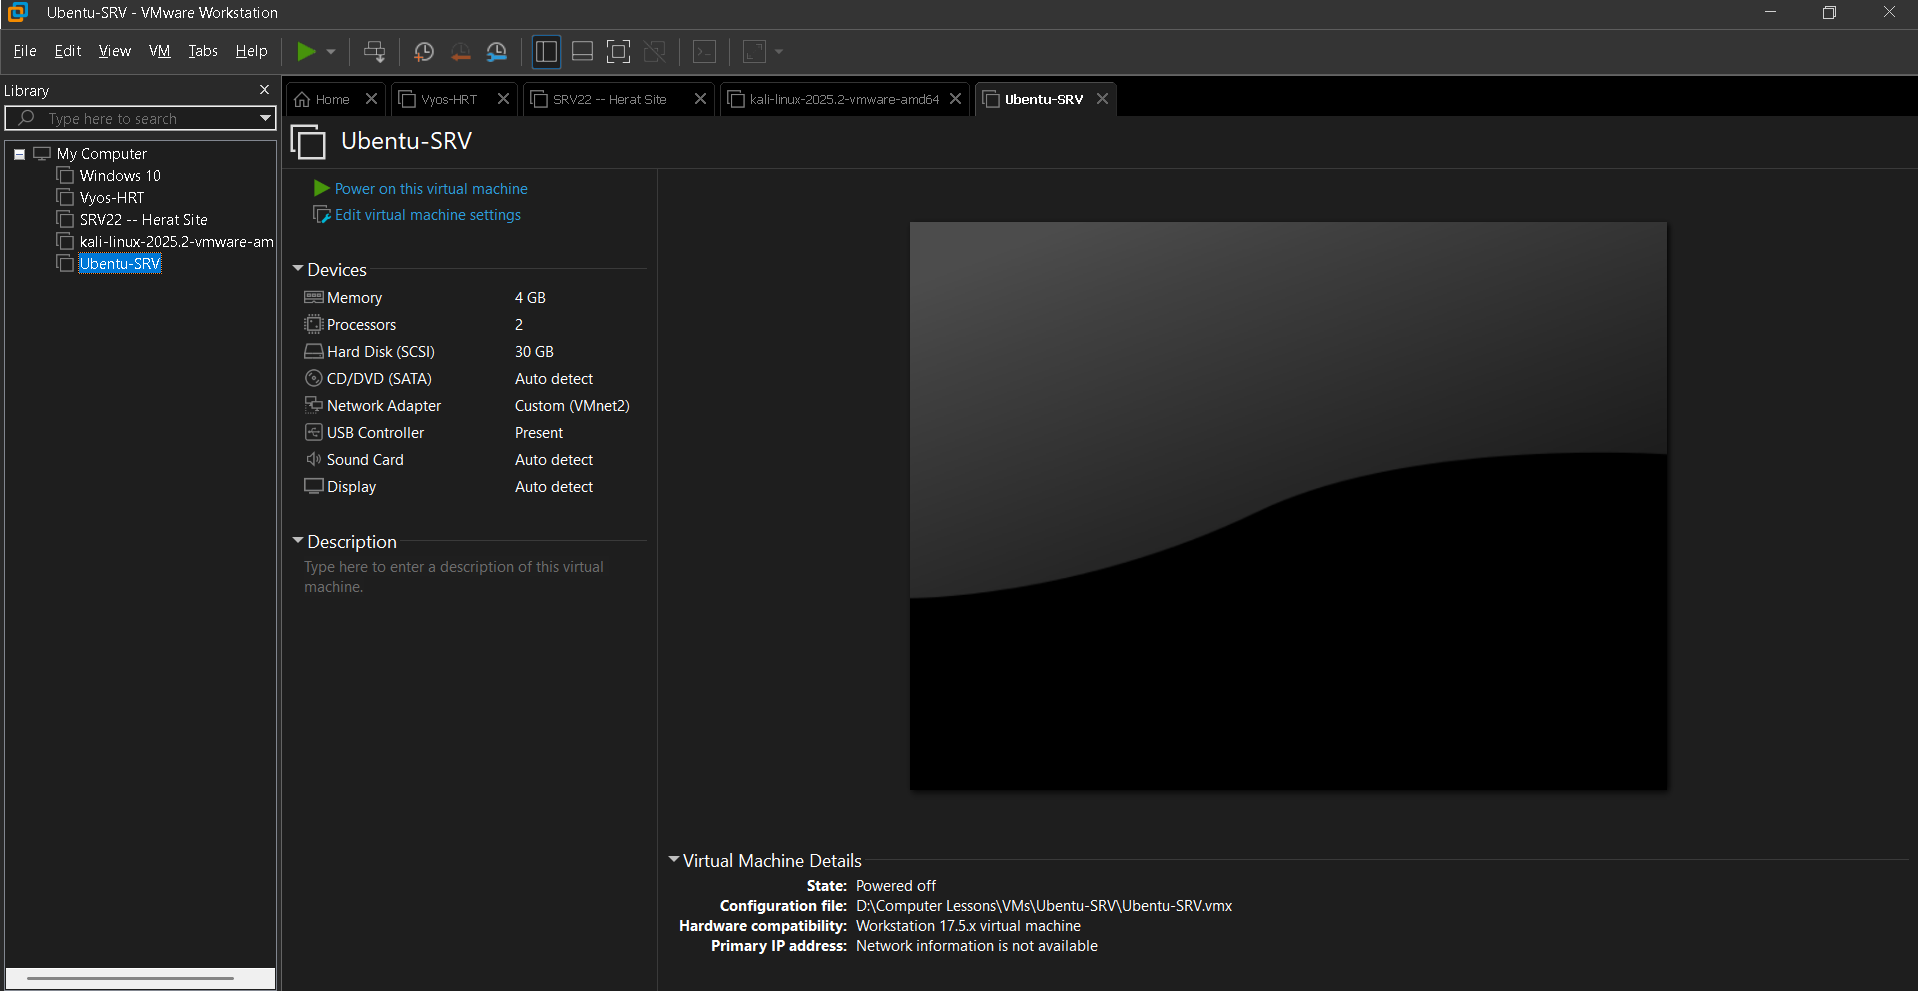 Ubentu-SRV - VMware Workstation
File Edit View VM Tabs Help
Library
Type here to search
My Computer
Windows 10
Vyos-HRT
SRV22 -- Herat Site
kali-linux-2025.2-vmware-am
Ubentu-SRV
Home Vyos-HRT SRV22 -- Herat Site kali-linux-2025.2-vmware-amd64 Ubentu-SRV
Ubentu-SRV
Power on this virtual machine
Edit virtual machine settings
Devices
Memory 4 GB
Processors 2
Hard Disk (SCSI) 30 GB
CD/DVD (SATA) Auto detect
Network Adapter Custom (VMnet2)
USB Controller Present
Sound Card Auto detect
Display Auto detect
Description
Type here to enter a description of this virtual
machine.
Virtual Machine Details
State: Powered off
Configuration file: D:\Computer Lessons\VMs\Ubentu-SRV\Ubentu-SRV.vmx
Hardware compatibility: Workstation 17.5.x virtual machine
Primary IP address: Network information is not available